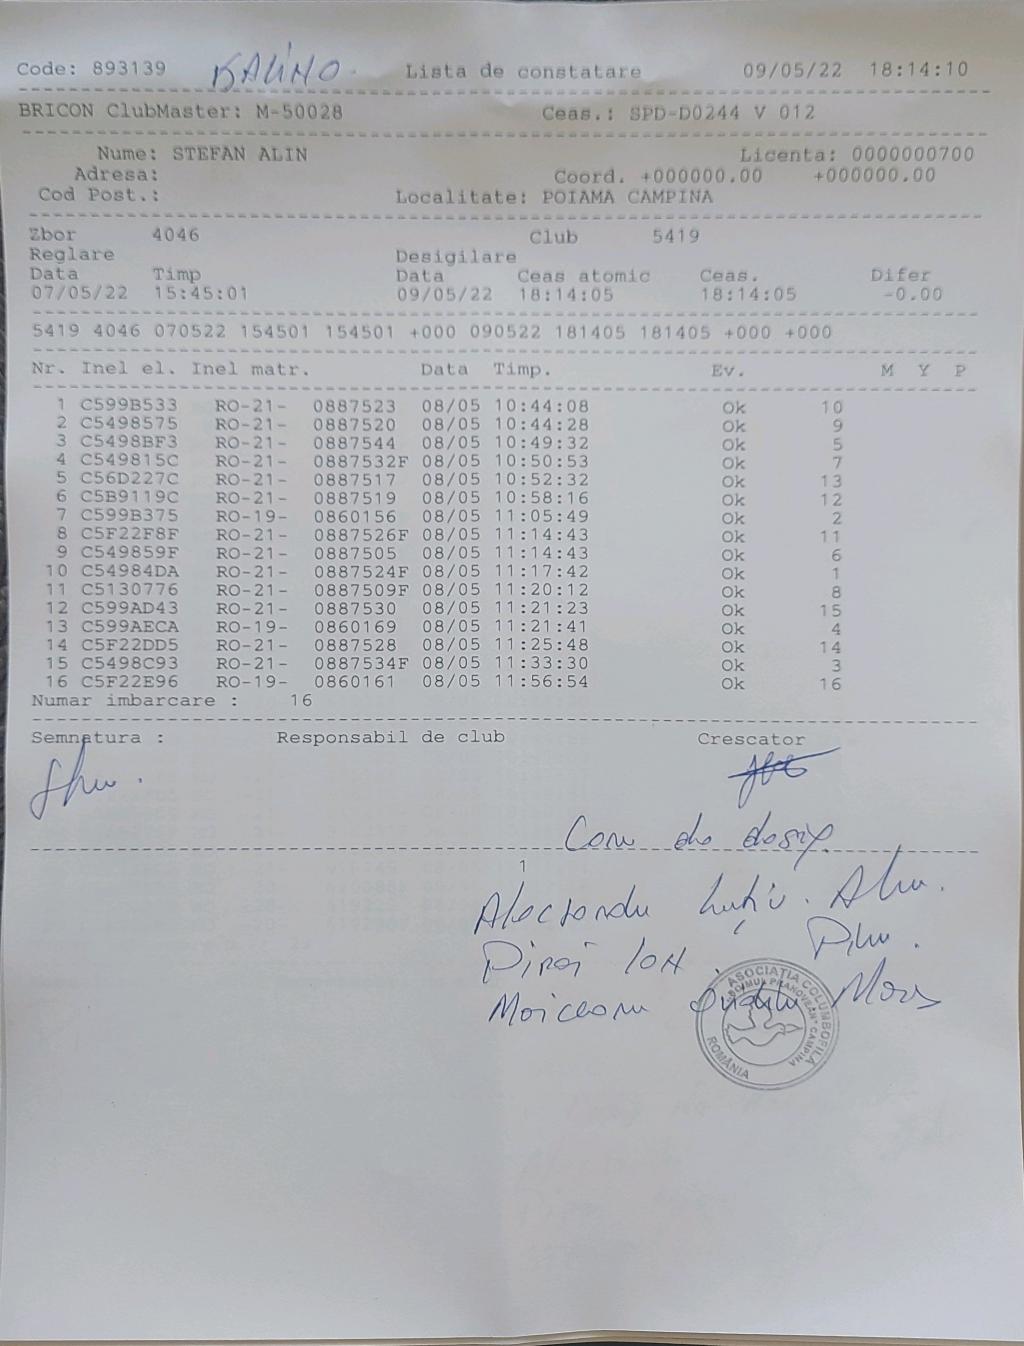 Code: 893139 BALINO. Lista de constatare 09/05/22 18:14:10
BRICON ClubMaster: M-50028 Ceas.: SPD-D0244 V 012
Nume: STEFAN ALIN Licenta: 0000000700
Adresa: Coord. +000000.00 +000000.00
Cod Post.: Localitate: POIAMA CAMPINA
Zbor 4046 Club 5419
Reglare Desigilare
Data Timp Data Ceas atomic Ceas. Difer
07/05/22 15:45:01 09/05/22 18:14:05 18:14:05 -0.00
5419 4046 070522 154501 154501 +000 090522 181405 181405 +000 +000
Nr. Inel el. Inel matr. Data Timp. Ev. M Y P
1 C599B533 RO-21- 0887523 08/05 10:44:08 Ok 10
2 C5498575 RO-21- 0887520 08/05 10:44:28 Ok 9
3 C5498BF3 RO-21- 0887544 08/05 10:49:32 Ok 5
4 C549815C RO-21- 0887532F 08/05 10:50:53 Ok 7
5 C56D227C RO-21- 0887517 08/05 10:52:32 Ok 13
6 C5B9119C RO-21- 0887519 08/05 10:58:16 Ok 12
7 C599B375 RO-19- 0860156 08/05 11:05:49 Ok 2
8 C5F22F8F RO-21- 0887526F 08/05 11:14:43 Ok 11
9 C549859F RO-21- 0887505 08/05 11:14:43 Ok 6
10 C54984DA RO-21- 0887524F 08/05 11:17:42 Ok 1
11 C5130776 RO-21- 0887509F 08/05 11:20:12 Ok 8
12 C599AD43 RO-21- 0887530 08/05 11:21:23 Ok 15
13 C599AECA RO-19- 0860169 08/05 11:21:41 Ok 4
14 C5F22DD5 RO-21- 0887528 08/05 11:25:48 Ok 14
15 C5498C93 RO-21- 0887534F 08/05 11:33:30 Ok 3
16 C5F22E96 RO-19- 0860161 08/05 11:56:54 Ok 16
Numar imbarcare : 16
Semnatura : Responsabil de club Crescator
Com de
1
ASOCIATIA COLUMBOFILA
CAMPINA
ROMÂNIA